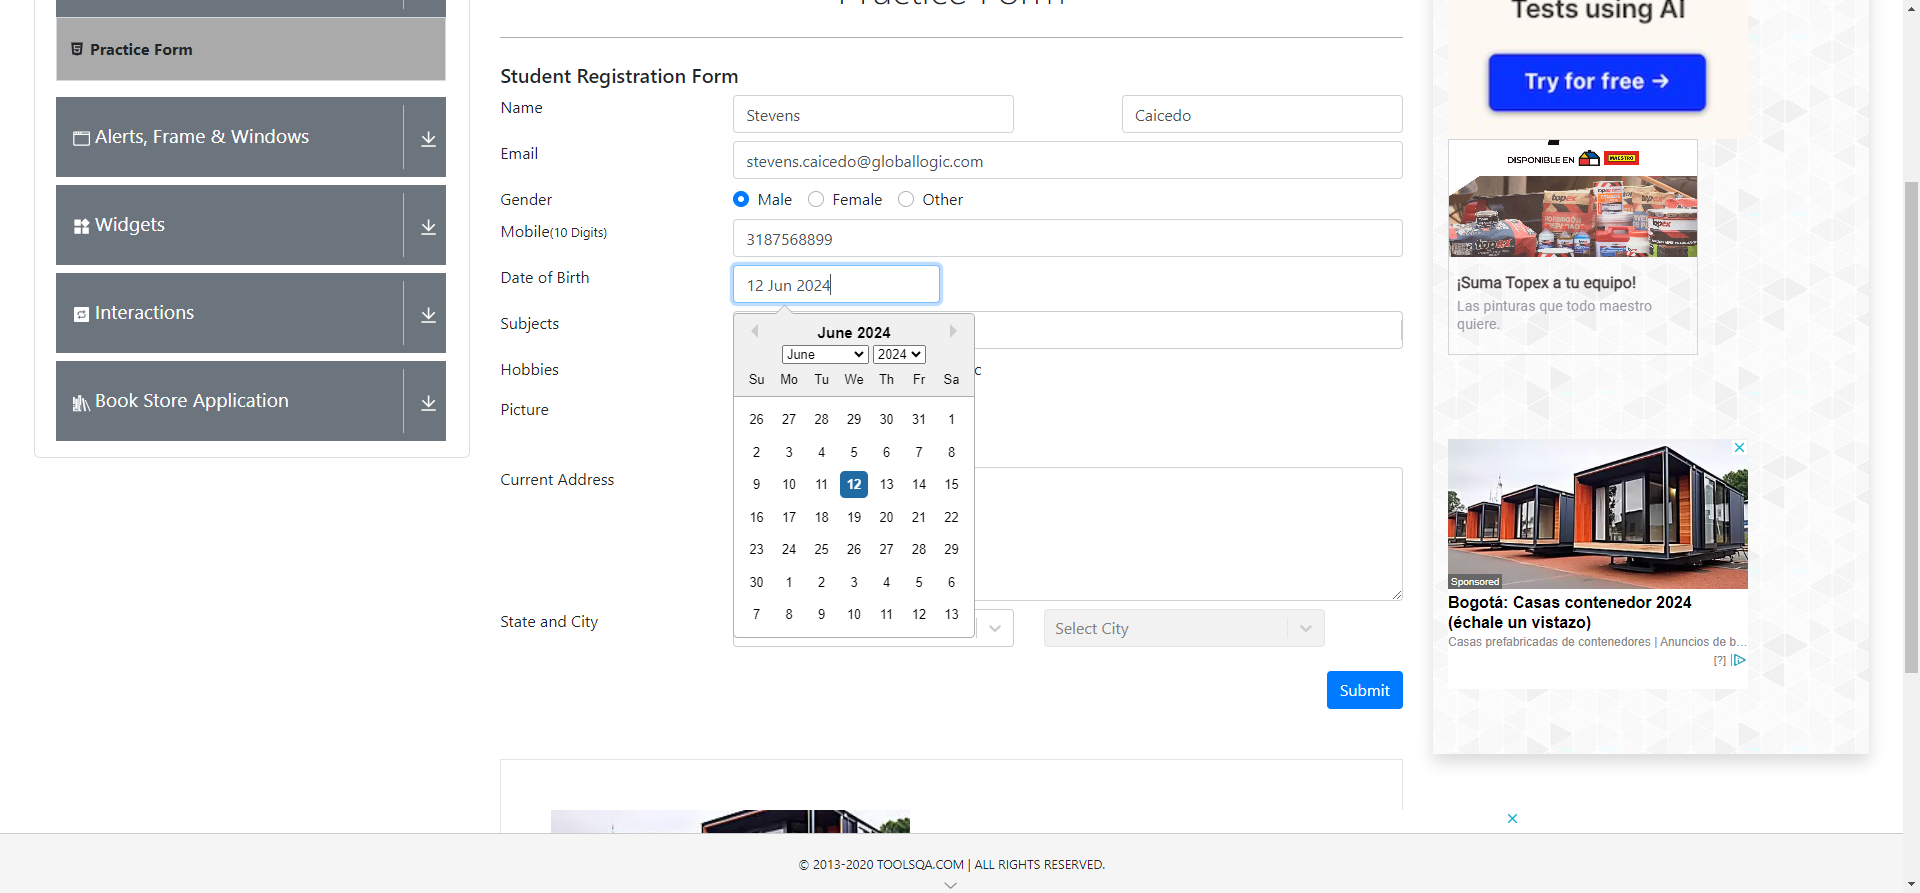 Practice Form
Alerts, Frame & Windows
Widgets
Interactions
Book Store Application
Practice Form
Student Registration Form
Name
Stevens
Caicedo
Email
stevens.caicedo@globallogic.com
Gender
Male
Female
Other
Mobile(10 Digits)
3187568899
Date of Birth
12 Jun 2024
Subjects
June 2024
June
2024
Su Mo Tu We Th Fr Sa
26 27 28 29 30 31 1
2 3 4 5 6 7 8
9 10 11 12 13 14 15
16 17 18 19 20 21 22
23 24 25 26 27 28 29
30 1 2 3 4 5 6
7 8 9 10 11 12 13
Hobbies
c
Picture
Current Address
State and City
Select City
Submit
Tests using AI
Try for free →
DISPONIBLE EN
MAESTRO
topex
topex
topex
topex
¡Suma Topex a tu equipo!
Las pinturas que todo maestro
quiere.
Sponsored
Bogotá: Casas contenedor 2024
(échale un vistazo)
Casas prefabricadas de contenedores | Anuncios de b...
[?]
© 2013-2020 TOOLSQA.COM | ALL RIGHTS RESERVED.